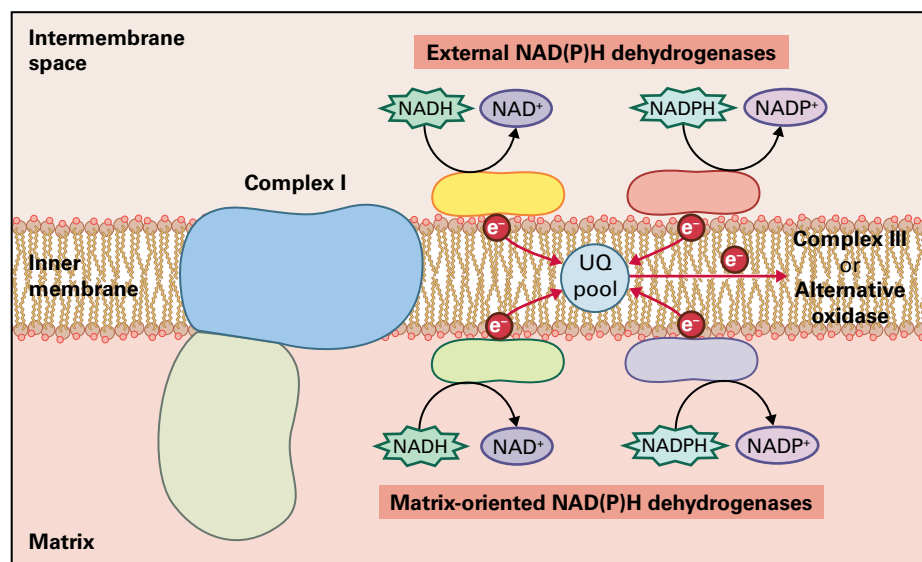 Intermembrane
space
External NAD(P)H dehydrogenases
NADH
NAD⁺
NADPH
NADP⁺
Complex I
e⁻
e⁻
Inner
membrane
UQ
pool
e⁻
Complex III
or
Alternative
oxidase
e⁻
e⁻
NADH
NAD⁺
NADPH
NADP⁺
Matrix-oriented NAD(P)H dehydrogenases
Matrix